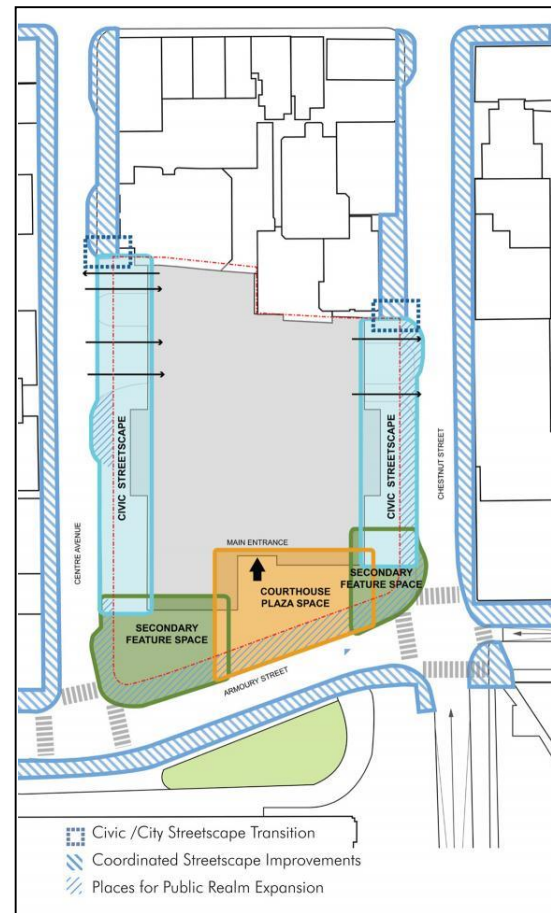 CIVIC STREETSCAPE
CENTRE AVENUE
CIVIC STREETSCAPE
CHESTNUT STREET
MAIN ENTRANCE
COURTHOUSE
PLAZA SPACE
SECONDARY
FEATURE SPACE
SECONDARY
FEATURE SPACE
ARMOURY STREET
Civic /City Streetscape Transition
Coordinated Streetscape Improvements
Places for Public Realm Expansion